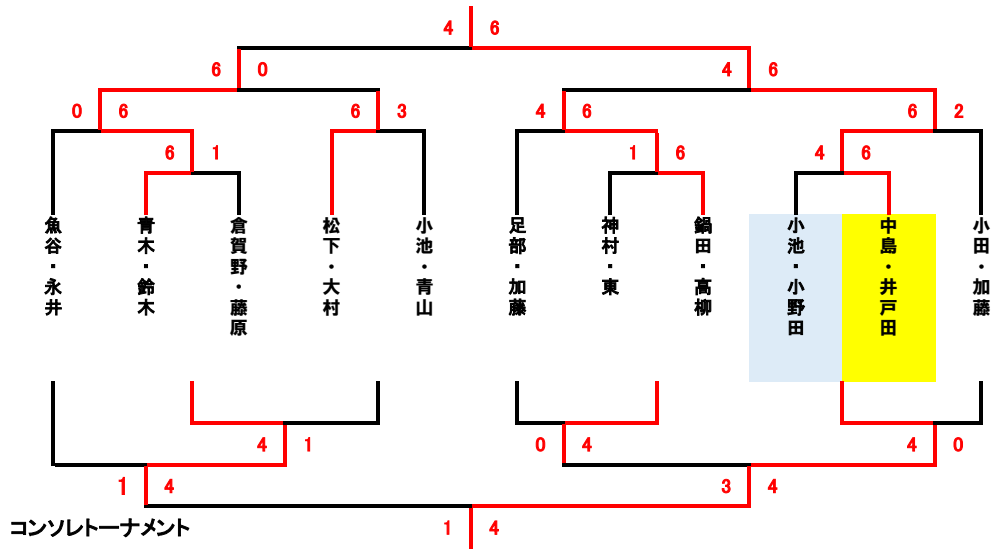 4 6
6 0 4 6
0 6 6 3 4 6 6 2
6 1 1 6 4 6
魚谷・永井
青木・鈴木
倉賀野・藤原
松下・大村
小池・青山
足部・加藤
神村・東
鍋田・高柳
小池・小野田
中島・井戸田
小田・加藤
4 1 0 4 4 0
1 4 3 4
コンソレトーナメント 1 4